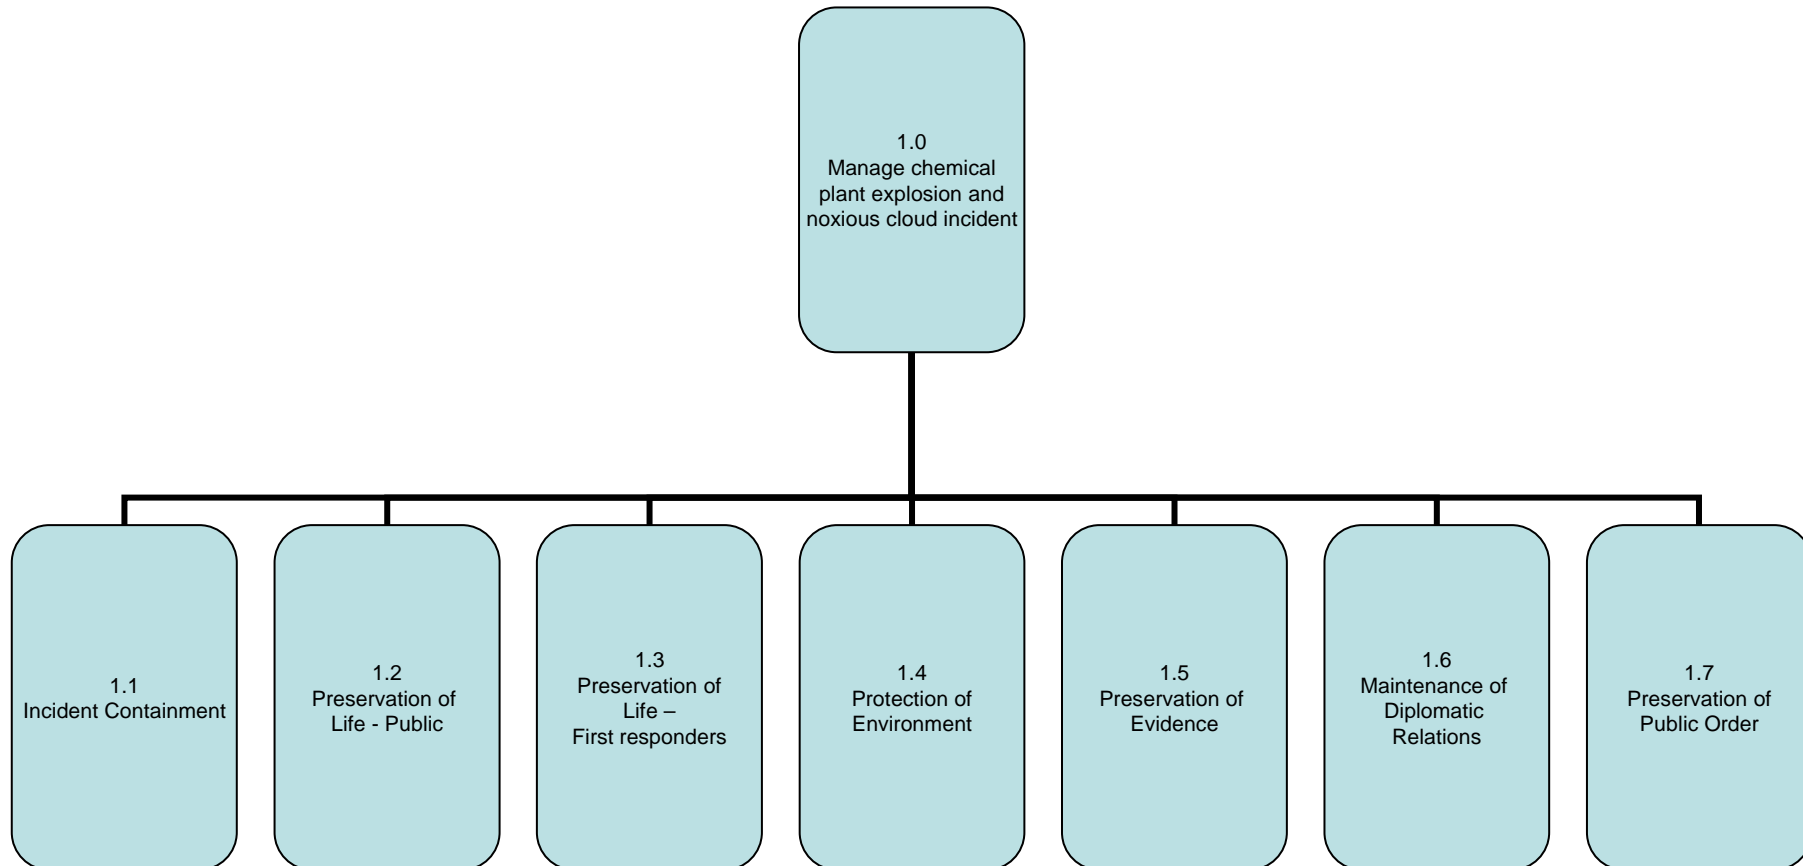 1.0
Manage chemical
plant explosion and
noxious cloud incident
1.1
Incident Containment
1.2
Preservation of
Life - Public
1.3
Preservation of
Life –
First responders
1.4
Protection of
Environment
1.5
Preservation of
Evidence
1.6
Maintenance of
Diplomatic
Relations
1.7
Preservation of
Public Order